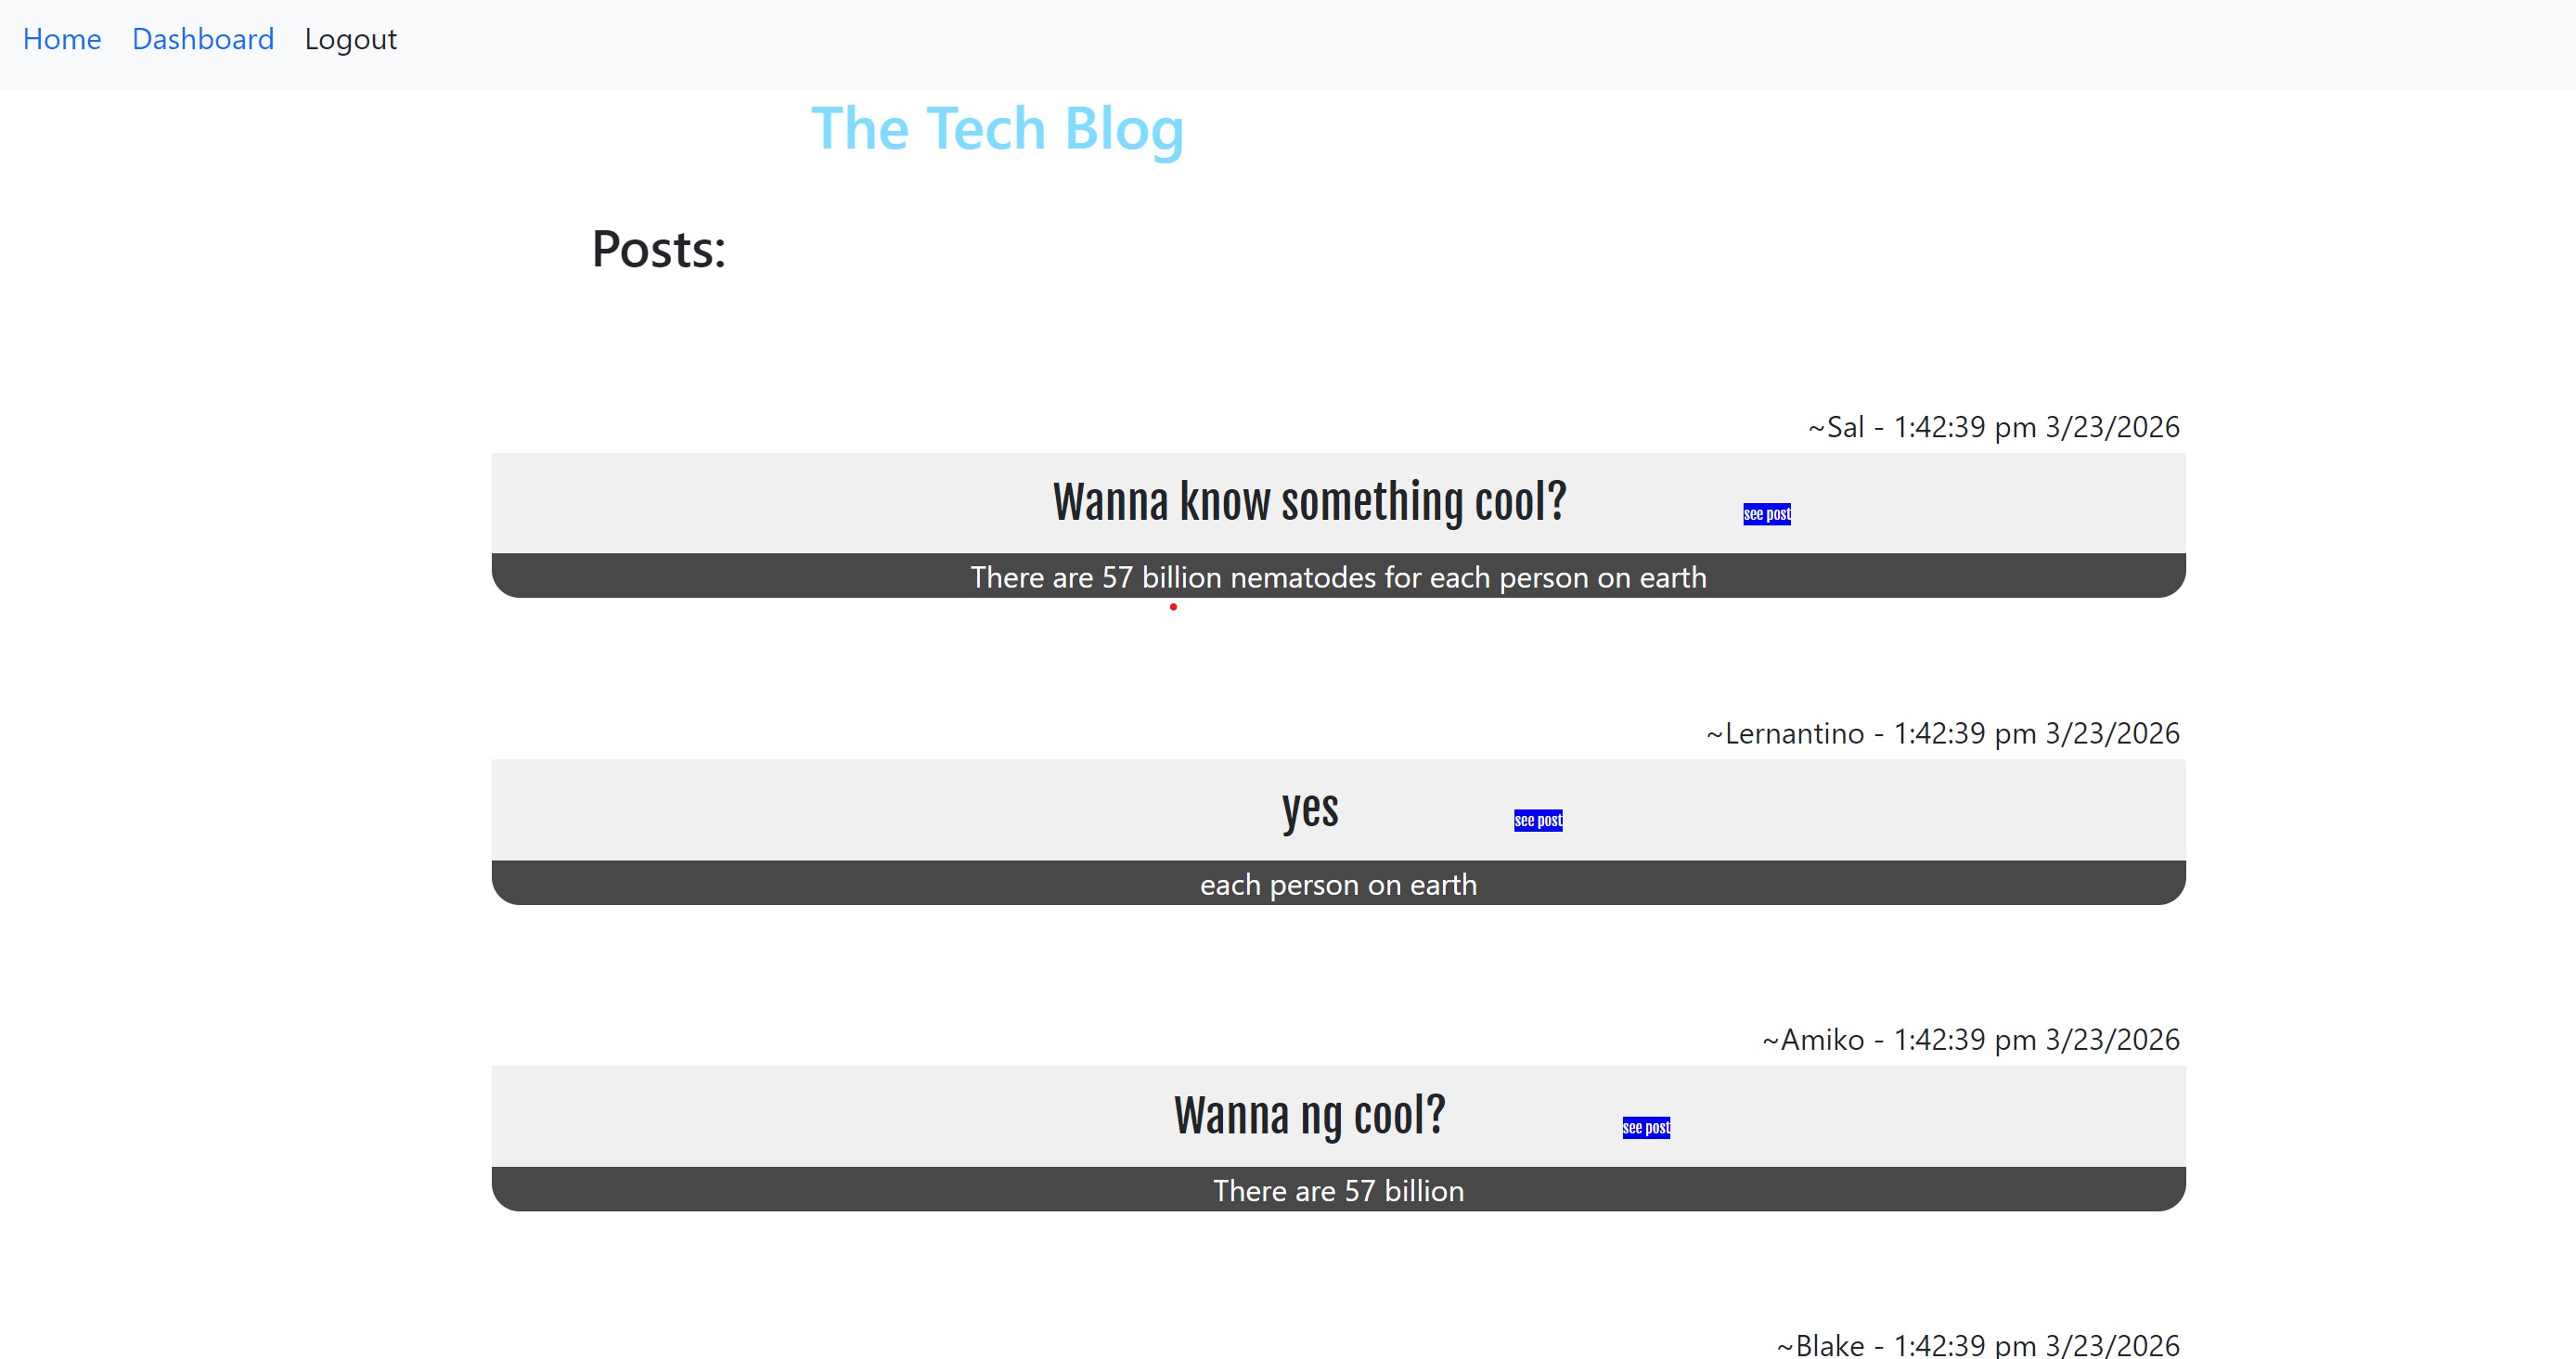 Home Dashboard Logout
The Tech Blog
Posts:
~Sal - 1:42:39 pm 3/23/2026
Wanna know something cool? see post
There are 57 billion nematodes for each person on earth
~Lernantino - 1:42:39 pm 3/23/2026
yes see post
each person on earth
~Amiko - 1:42:39 pm 3/23/2026
Wanna ng cool? see post
There are 57 billion
~Blake - 1:42:39 pm 3/23/2026